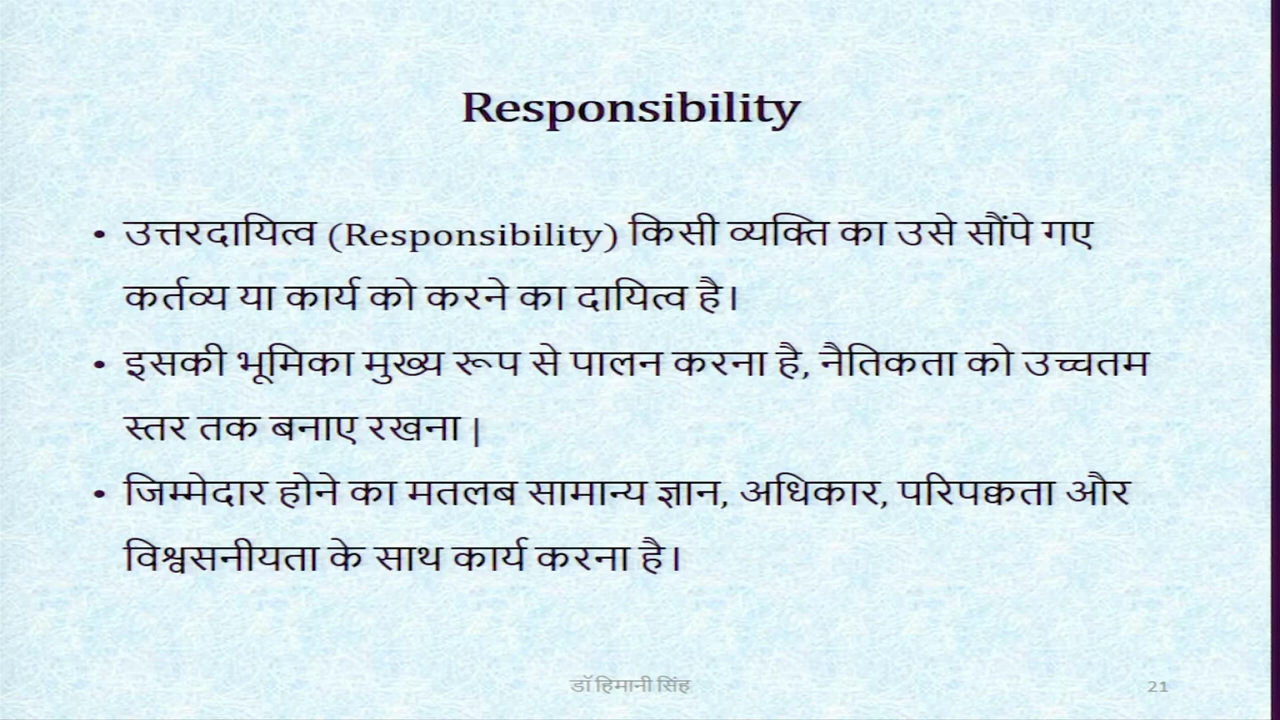 Responsibility
• उत्तरदायित्व (Responsibility) किसी व्यक्ति का उसे सौंपे गए
कर्तव्य या कार्य को करने का दायित्व है।
• इसकी भूमिका मुख्य रूप से पालन करना है, नैतिकता को उच्चतम
स्तर तक बनाए रखना |
• जिम्मेदार होने का मतलब सामान्य ज्ञान, अधिकार, परिपक्वता और
विश्वसनीयता के साथ कार्य करना है।
डॉ हिमानी सिंह
21